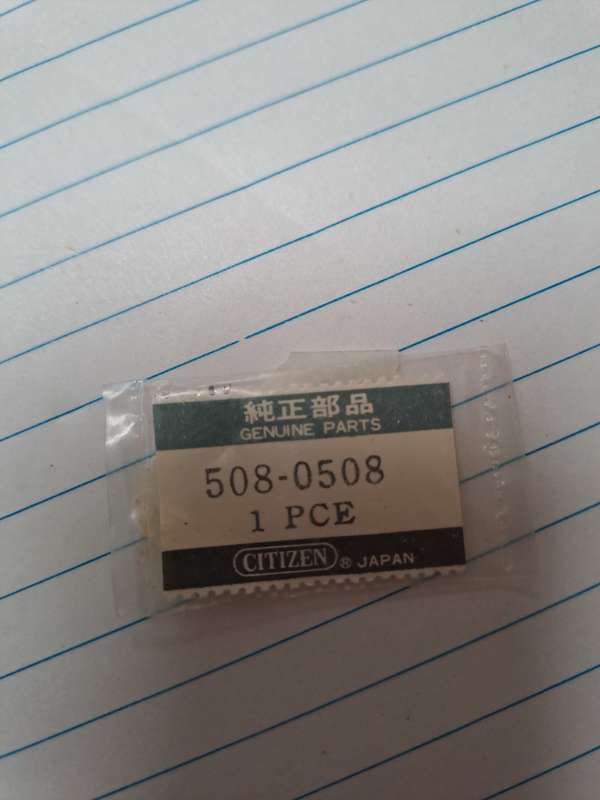 純正部品
GENUINE PARTS
508-0508
1 PCE
CITIZEN® JAPAN